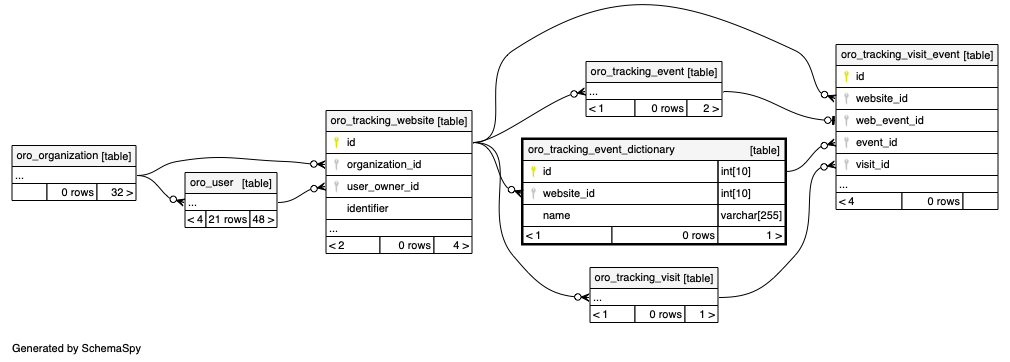 oro_organization [table]
...
0 rows 32 >
oro_user [table]
...
< 4 21 rows 48 >
oro_tracking_website [table]
id
organization_id
user_owner_id
identifier
...
< 2 0 rows 4 >
oro_tracking_event [table]
...
< 1 0 rows 2 >
oro_tracking_event_dictionary [table]
id int[10]
website_id int[10]
name varchar[255]
< 1 0 rows 1 >
oro_tracking_visit [table]
...
< 1 0 rows 1 >
oro_tracking_visit_event [table]
id
website_id
web_event_id
event_id
visit_id
...
< 4 0 rows
Generated by SchemaSpy